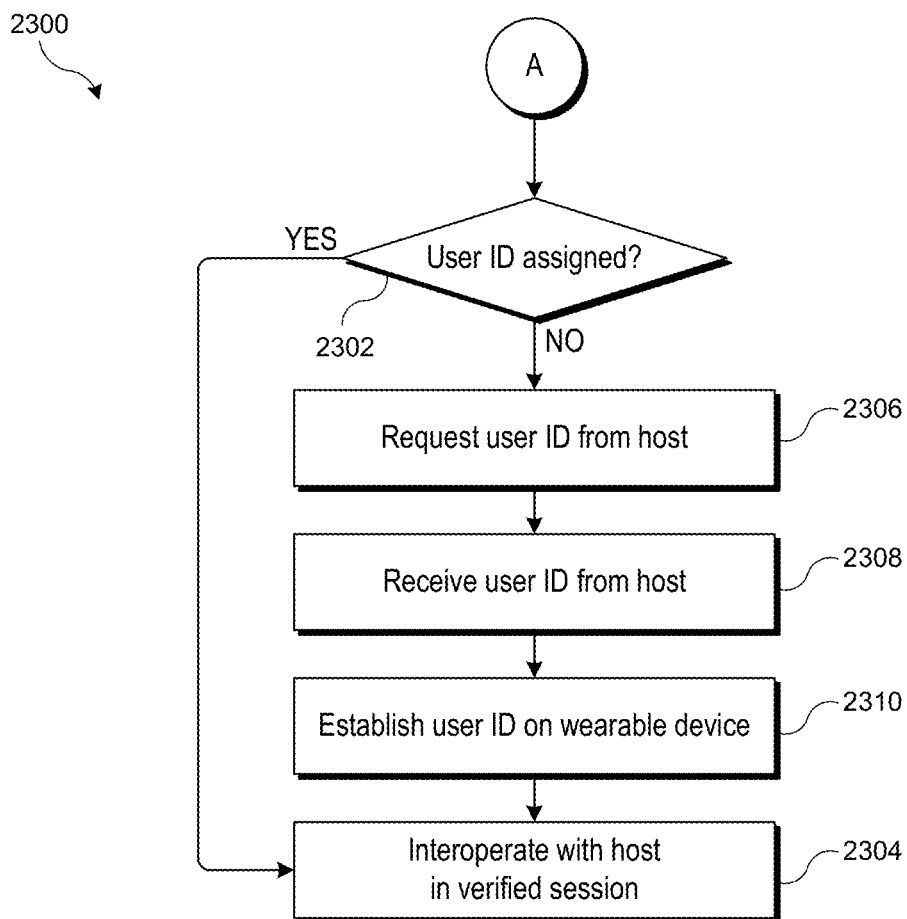 2300
A
YES
User ID assigned?
2302
NO
Request user ID from host
2306
Receive user ID from host
2308
Establish user ID on wearable device
2310
Interoperate with host
in verified session
2304